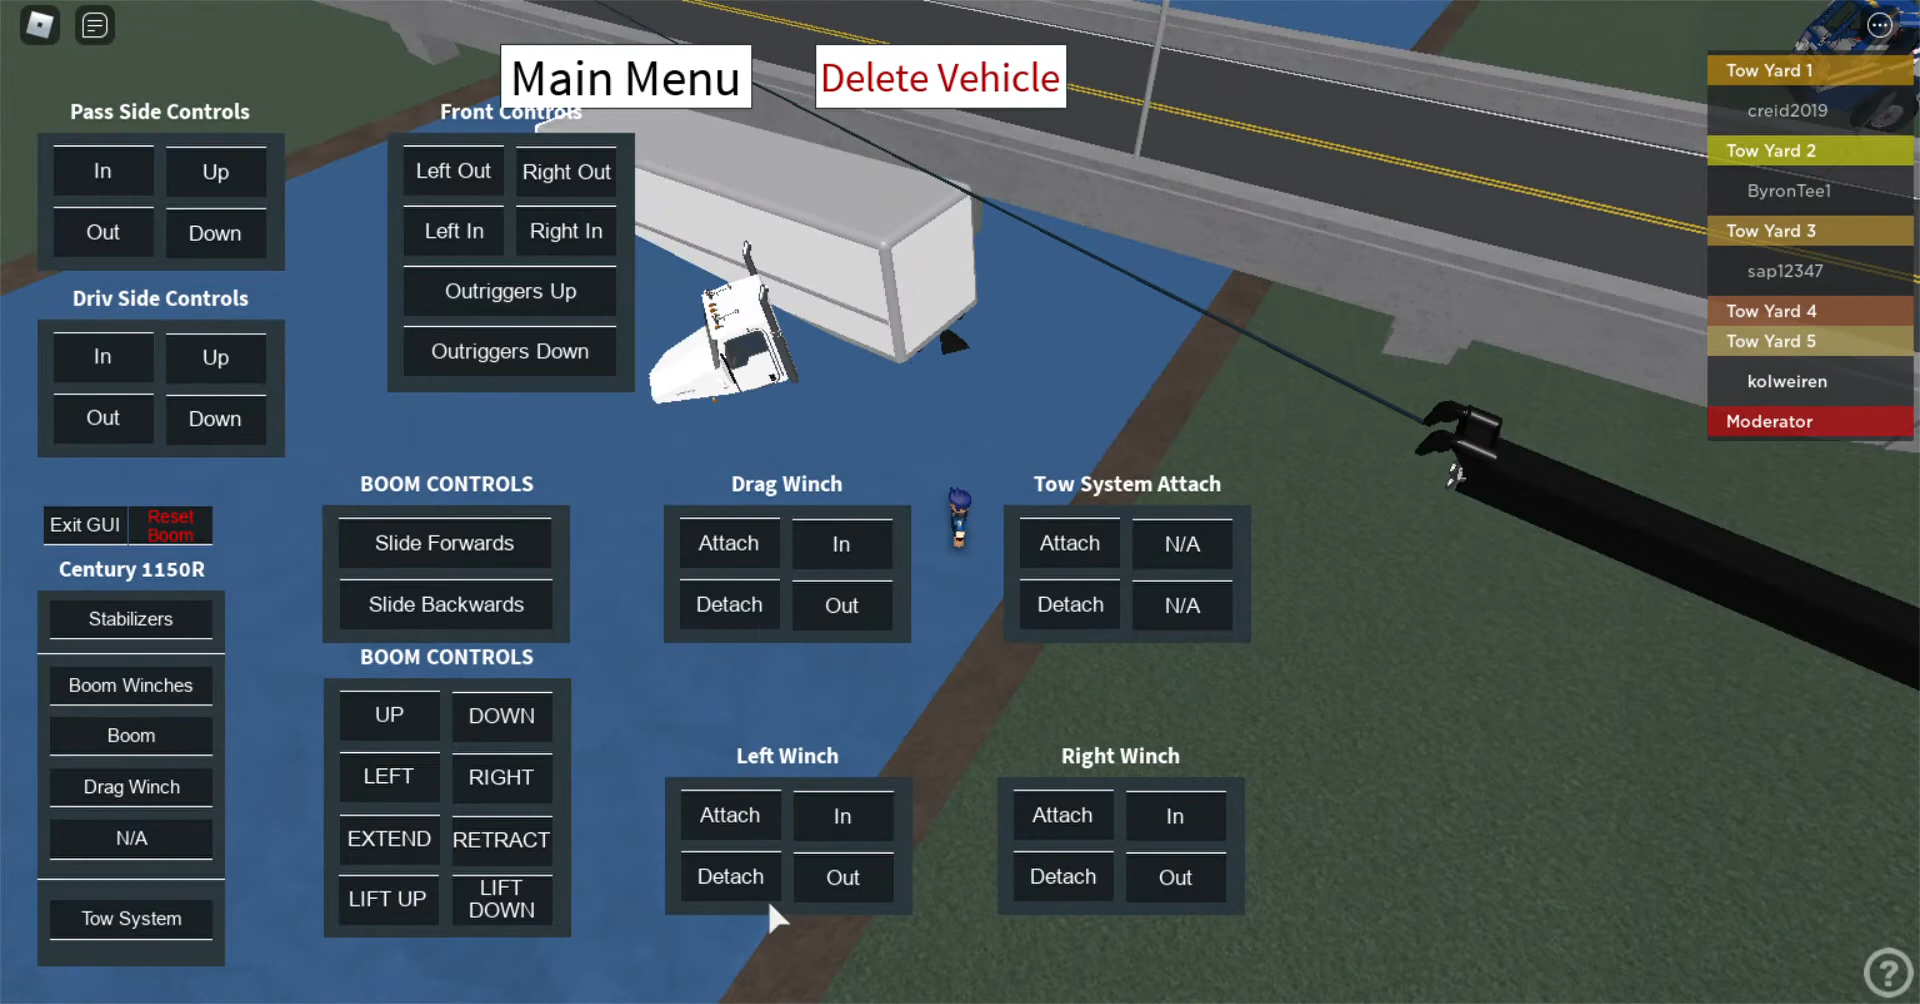 Main Menu
Delete Vehicle
Pass Side Controls
In
Up
Out
Down
Driv Side Controls
In
Up
Out
Down
Front Controls
Left Out
Right Out
Left In
Right In
Outriggers Up
Outriggers Down
Tow Yard 1
creid2019
Tow Yard 2
ByronTee1
Tow Yard 3
sap12347
Tow Yard 4
Tow Yard 5
kolweiren
Moderator
Exit GUI
Reset
Boom
Century 1150R
Stabilizers
Boom Winches
Boom
Drag Winch
N/A
Tow System
BOOM CONTROLS
Slide Forwards
Slide Backwards
BOOM CONTROLS
UP
DOWN
LEFT
RIGHT
EXTEND
RETRACT
LIFT UP
LIFT
DOWN
Drag Winch
Attach
In
Detach
Out
Tow System Attach
Attach
N/A
Detach
N/A
Left Winch
Attach
In
Detach
Out
Right Winch
Attach
In
Detach
Out
?